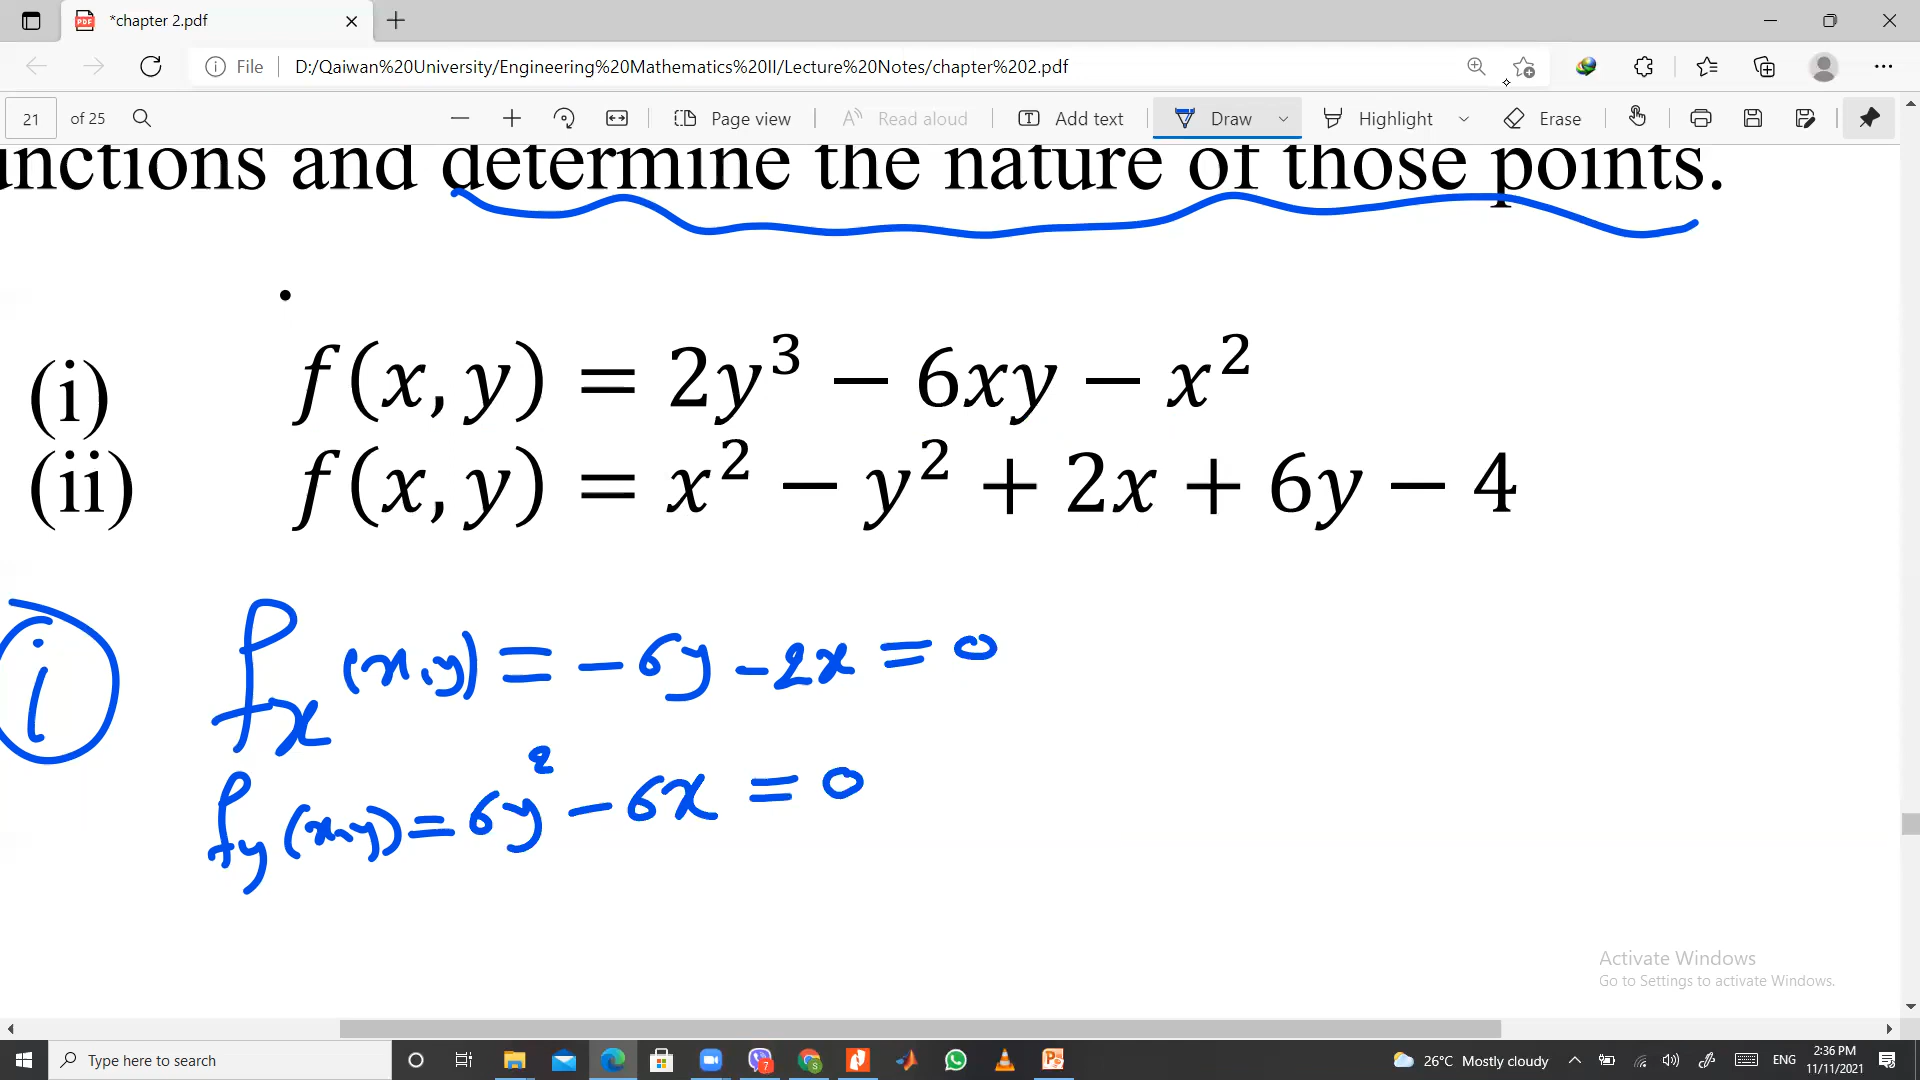 *chapter 2.pdf
File D:/Qaiwan%20University/Engineering%20Mathematics%20II/Lecture%20Notes/chapter%202.pdf
21 of 25 Page view Read aloud Add text Draw Highlight Erase
unctions and determine the nature of those points.
(i) f(x, y) = 2y³ − 6xy − x²
(ii) f(x, y) = x² − y² + 2x + 6y − 4
i fx (x,y) = −6y −2x = 0
fy (x,y) = 6y² − 6x = 0
Activate Windows
Go to Settings to activate Windows.
Type here to search
26°C Mostly cloudy
ENG
2:36 PM
11/11/2021